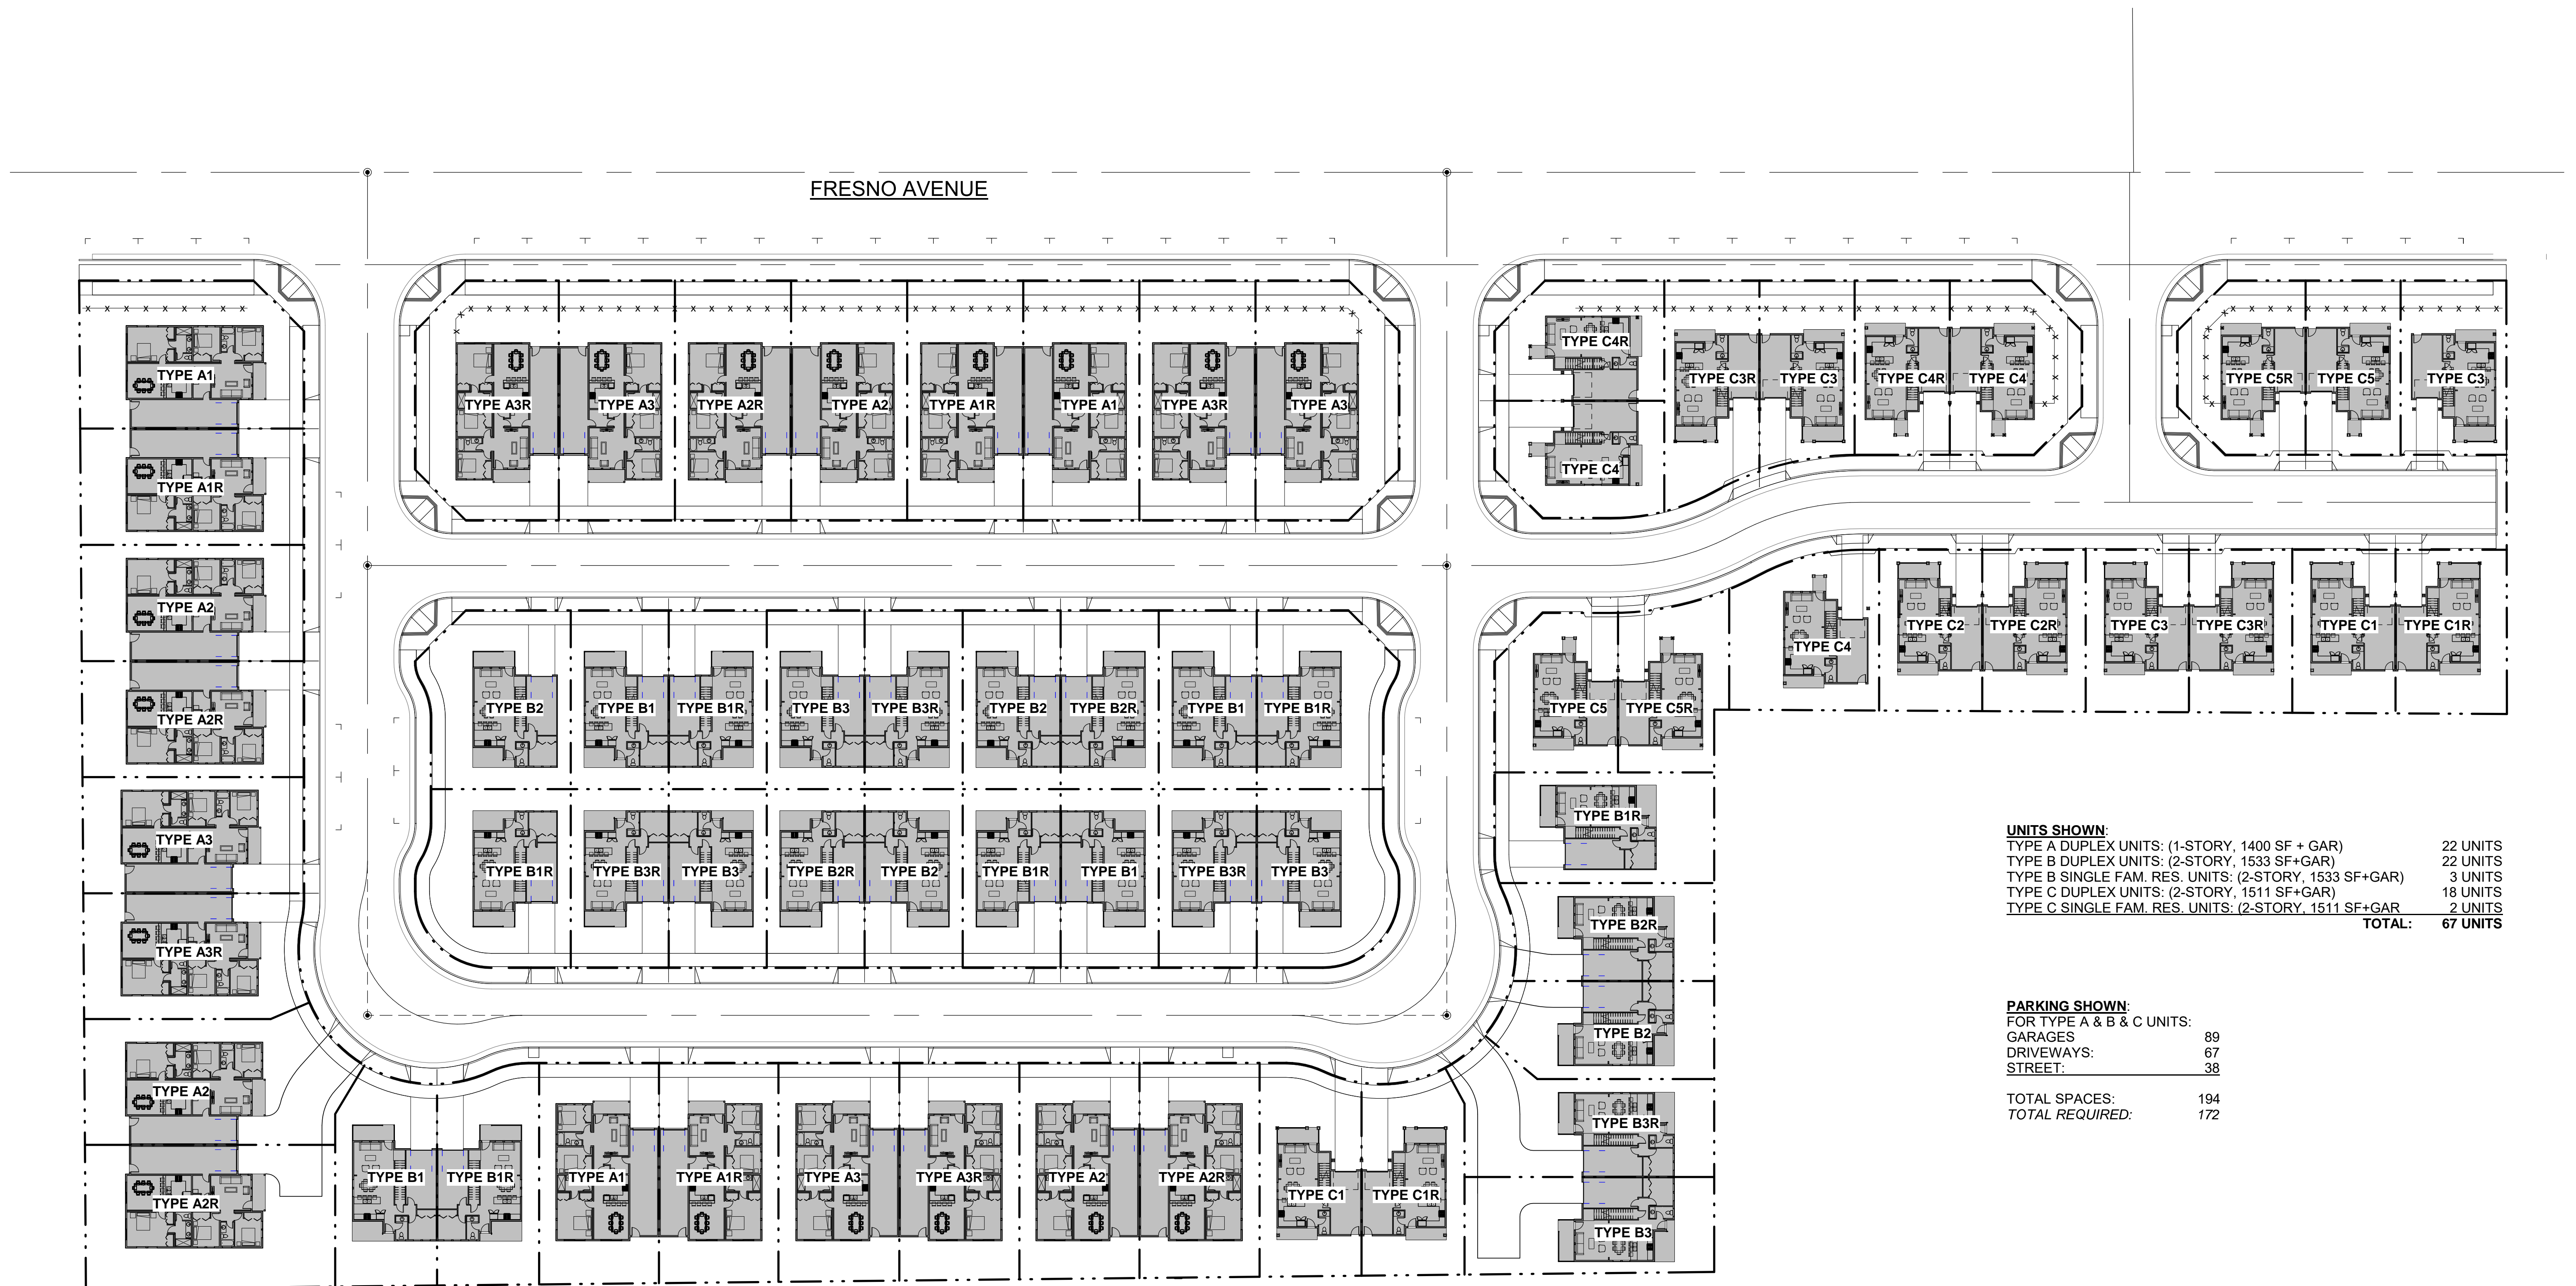 FRESNO AVENUE
TYPE A1
TYPE A1R
TYPE A2
TYPE A2R
TYPE A3
TYPE A3R
TYPE A2
TYPE A2R
TYPE A3R
TYPE A3
TYPE A2R
TYPE A2
TYPE A1R
TYPE A1
TYPE A3R
TYPE A3
TYPE C4R
TYPE C4
TYPE C3R
TYPE C3
TYPE C4R
TYPE C4
TYPE C5R
TYPE C5
TYPE C3
TYPE B2
TYPE B1
TYPE B1R
TYPE B3
TYPE B3R
TYPE B2
TYPE B2R
TYPE B1
TYPE B1R
TYPE B1R
TYPE B3R
TYPE B3
TYPE B2R
TYPE B2
TYPE B1R
TYPE B1
TYPE B3R
TYPE B3
TYPE C5
TYPE C5R
TYPE C4
TYPE C2
TYPE C2R
TYPE C3
TYPE C3R
TYPE C1
TYPE C1R
TYPE B1R
TYPE B2R
TYPE B2
TYPE B3R
TYPE B3
TYPE B1
TYPE B1R
TYPE A1
TYPE A1R
TYPE A3
TYPE A3R
TYPE A2
TYPE A2R
TYPE C1
TYPE C1R
UNITS SHOWN:
TYPE A DUPLEX UNITS: (1-STORY, 1400 SF + GAR) 22 UNITS
TYPE B DUPLEX UNITS: (2-STORY, 1533 SF+GAR) 22 UNITS
TYPE B SINGLE FAM. RES. UNITS: (2-STORY, 1533 SF+GAR) 3 UNITS
TYPE C DUPLEX UNITS: (2-STORY, 1511 SF+GAR) 18 UNITS
TYPE C SINGLE FAM. RES. UNITS: (2-STORY, 1511 SF+GAR 2 UNITS
TOTAL: 67 UNITS
PARKING SHOWN:
FOR TYPE A & B & C UNITS:
GARAGES 89
DRIVEWAYS: 67
STREET: 38
TOTAL SPACES: 194
TOTAL REQUIRED: 172